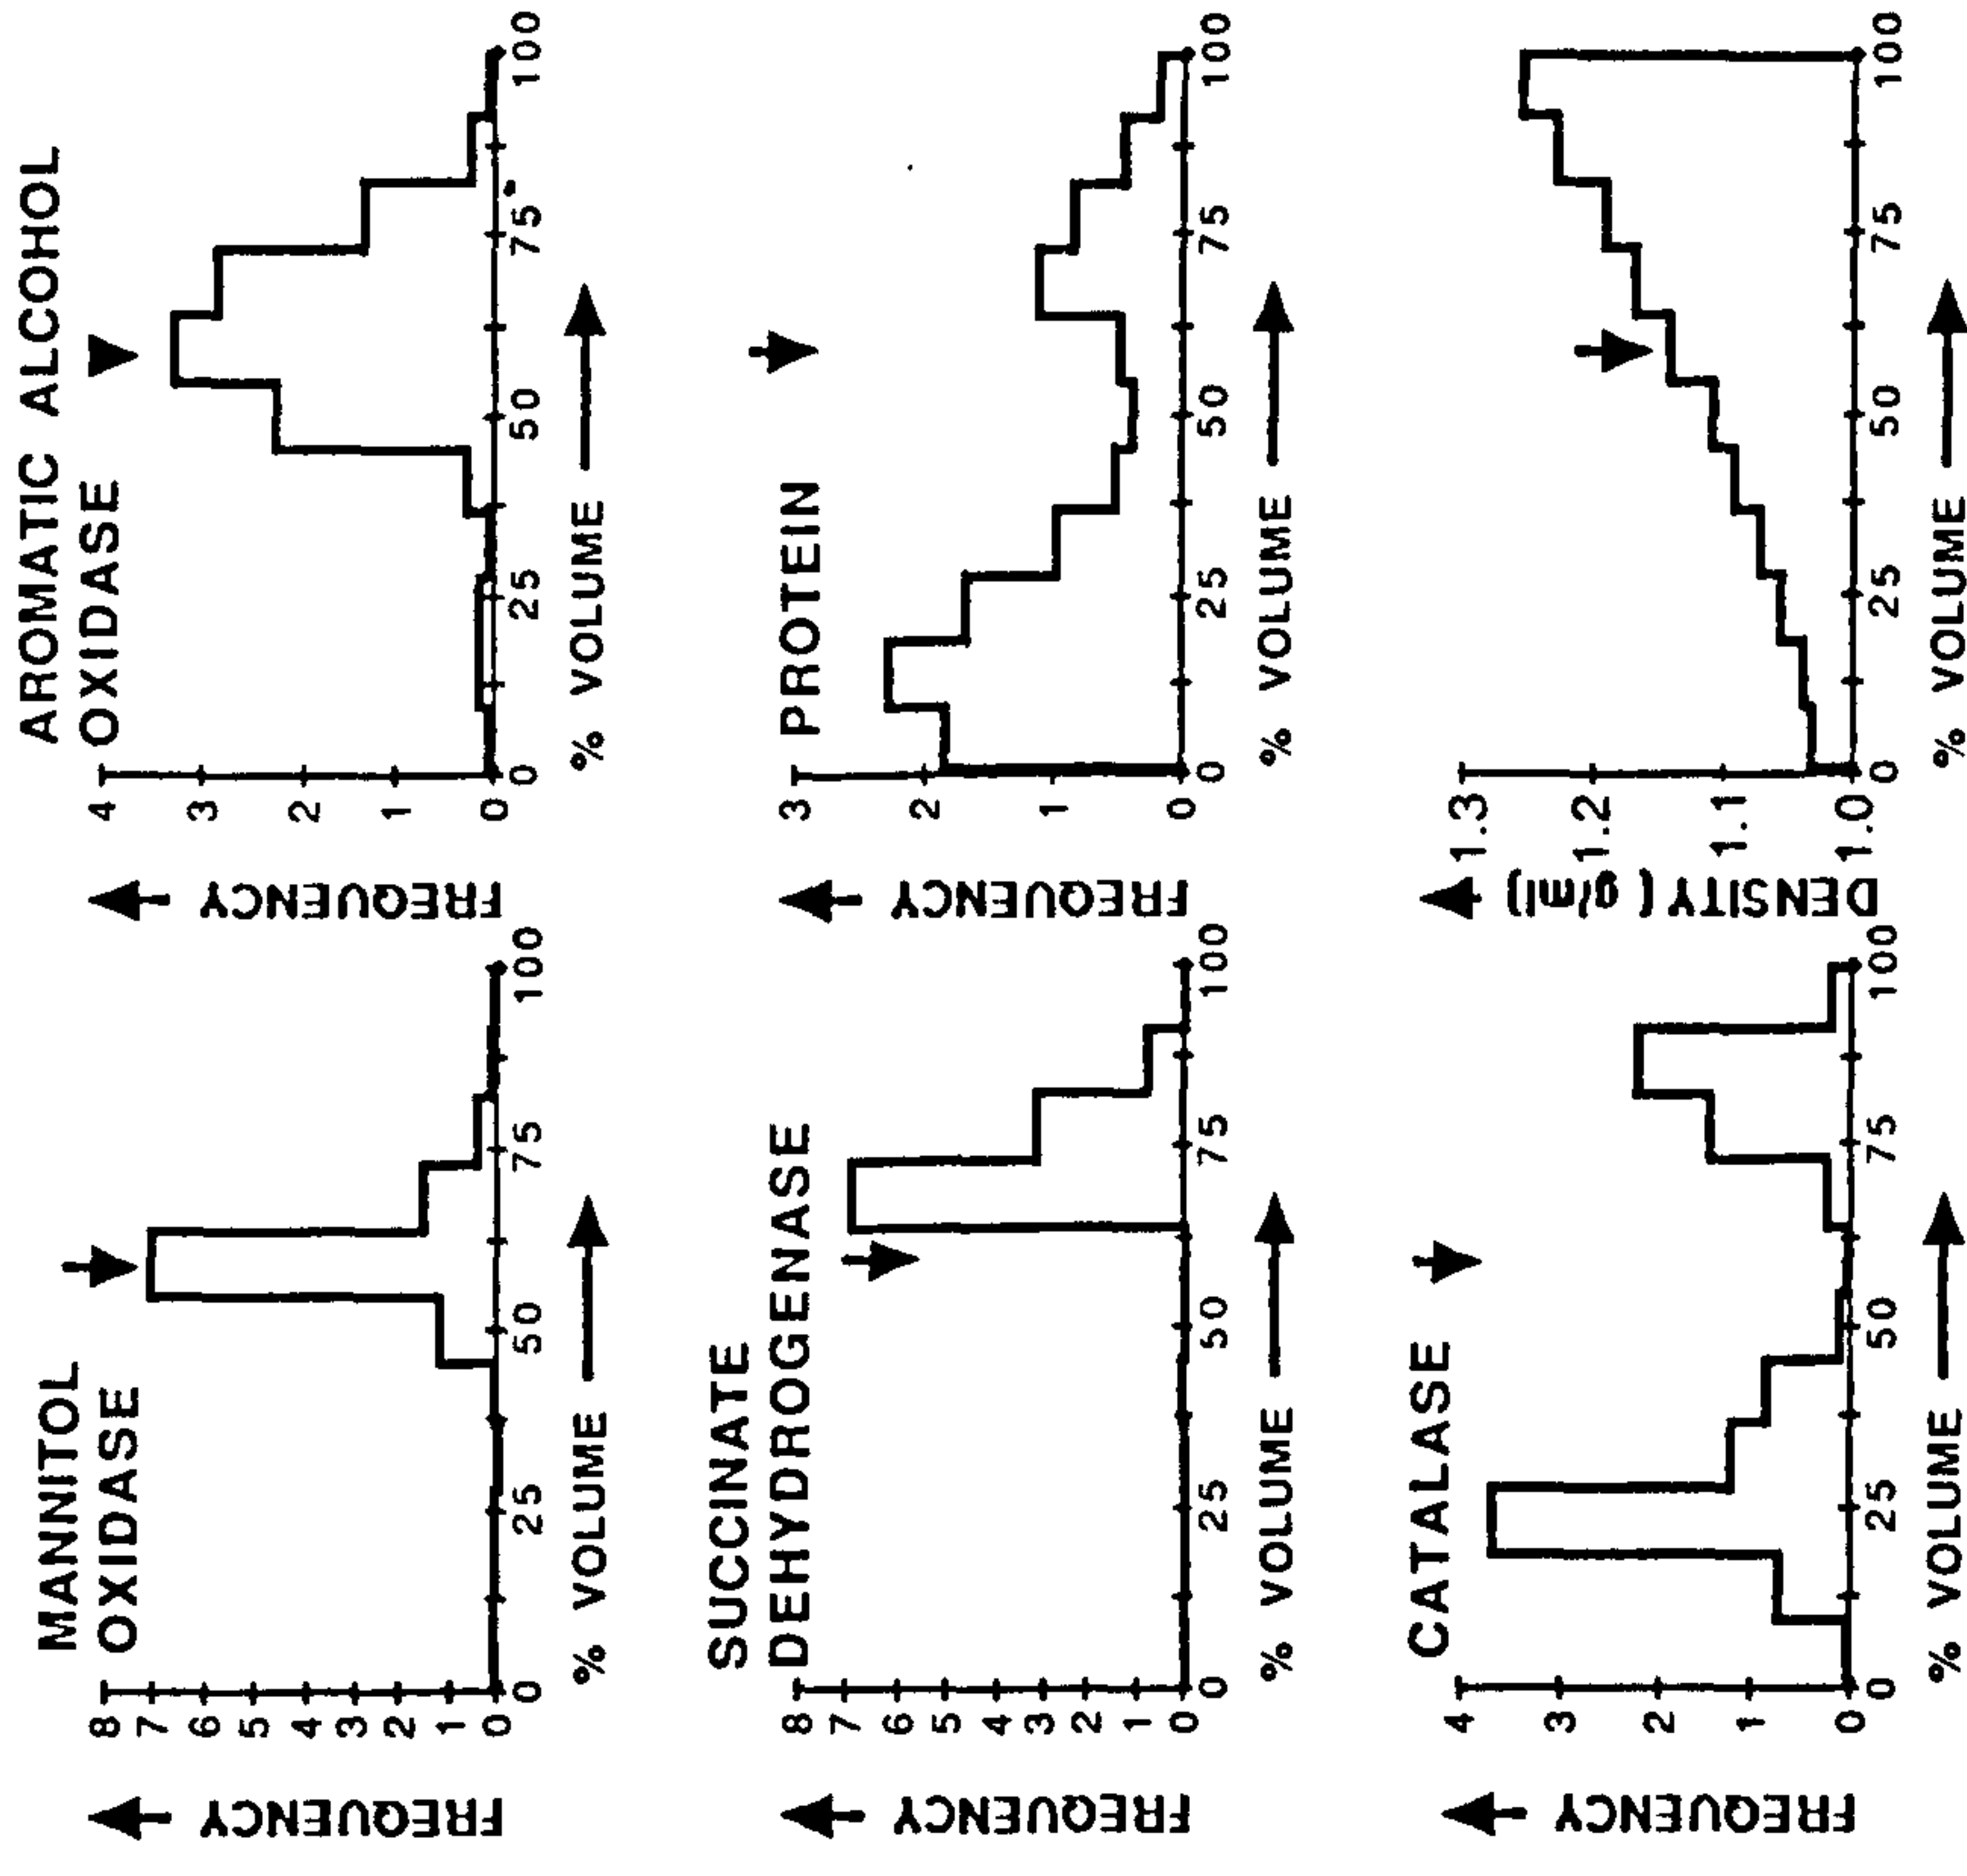 MANNITOL
OXIDASE
FREQUENCY
8
7
6
5
4
3
2
1
0
0 25 50 75 100
% VOLUME
AROMATIC ALCOHOL
OXIDASE
FREQUENCY
4
3
2
1
0
0 25 50 75 100
% VOLUME
SUCCINATE
DEHYDROGENASE
FREQUENCY
8
7
6
5
4
3
2
1
0
0 25 50 75 100
% VOLUME
PROTEIN
FREQUENCY
3
2
1
0
0 25 50 75 100
% VOLUME
CATALASE
FREQUENCY
4
3
2
1
0
0 25 50 75 100
% VOLUME
DENSITY (g/ml)
1.3
1.2
1.1
1.0
0 25 50 75 100
% VOLUME